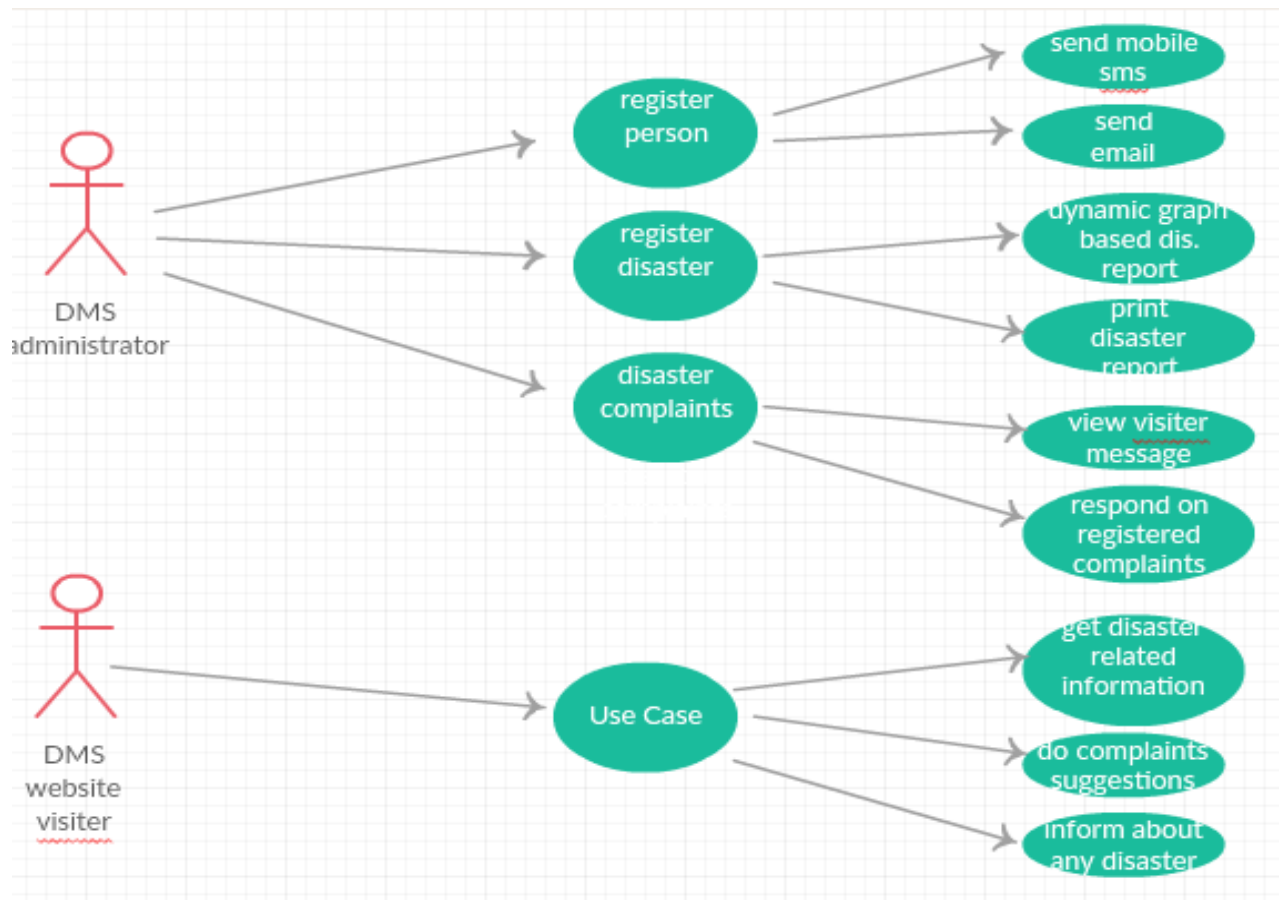 DMS
administrator
register
person
register
disaster
disaster
complaints
send mobile
sms
send
email
dynamic graph
based dis.
report
print
disaster
report
view visiter
message
respond on
registered
complaints
DMS
website
visiter
Use Case
get disaster
related
information
do complaints
suggestions
inform about
any disaster